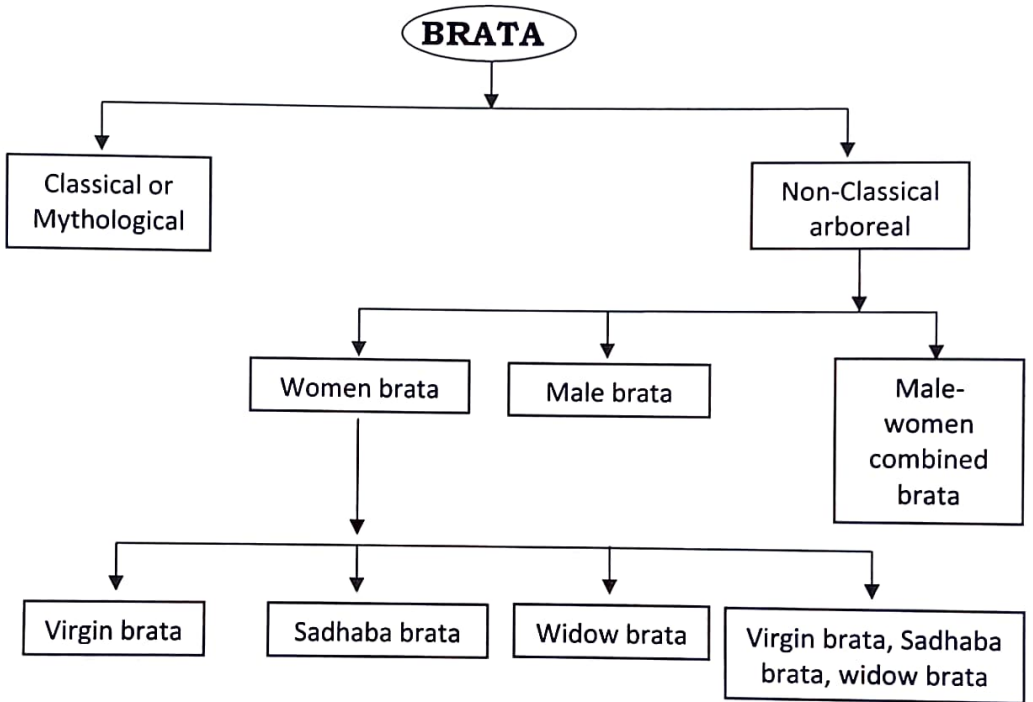 BRATA
Classical or
Mythological
Non-Classical
arboreal
Women brata
Male brata
Male-
women
combined
brata
Virgin brata
Sadhaba brata
Widow brata
Virgin brata, Sadhaba
brata, widow brata